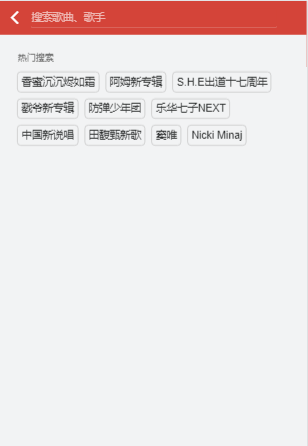 搜索歌曲、歌手
热门搜索
香蜜沉沉烬如霜 阿姆新专辑 S.H.E出道十七周年
戳爷新专辑 防弹少年团 乐华七子NEXT
中国新说唱 田馥甄新歌 窦唯 Nicki Minaj